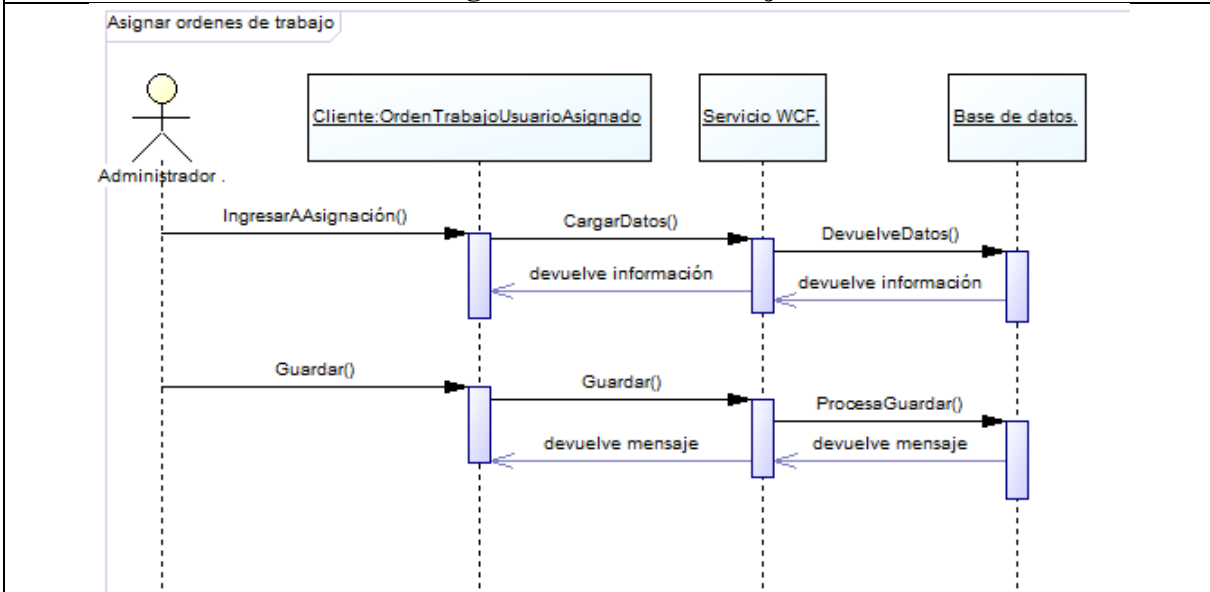 Asignar ordenes de trabajo
Cliente:OrdenTrabajoUsuarioAsignado
Servicio WCF.
Base de datos.
Administrador .
IngresarAAsignación()
CargarDatos()
DevuelveDatos()
devuelve información
devuelve información
Guardar()
Guardar()
ProcesaGuardar()
devuelve mensaje
devuelve mensaje